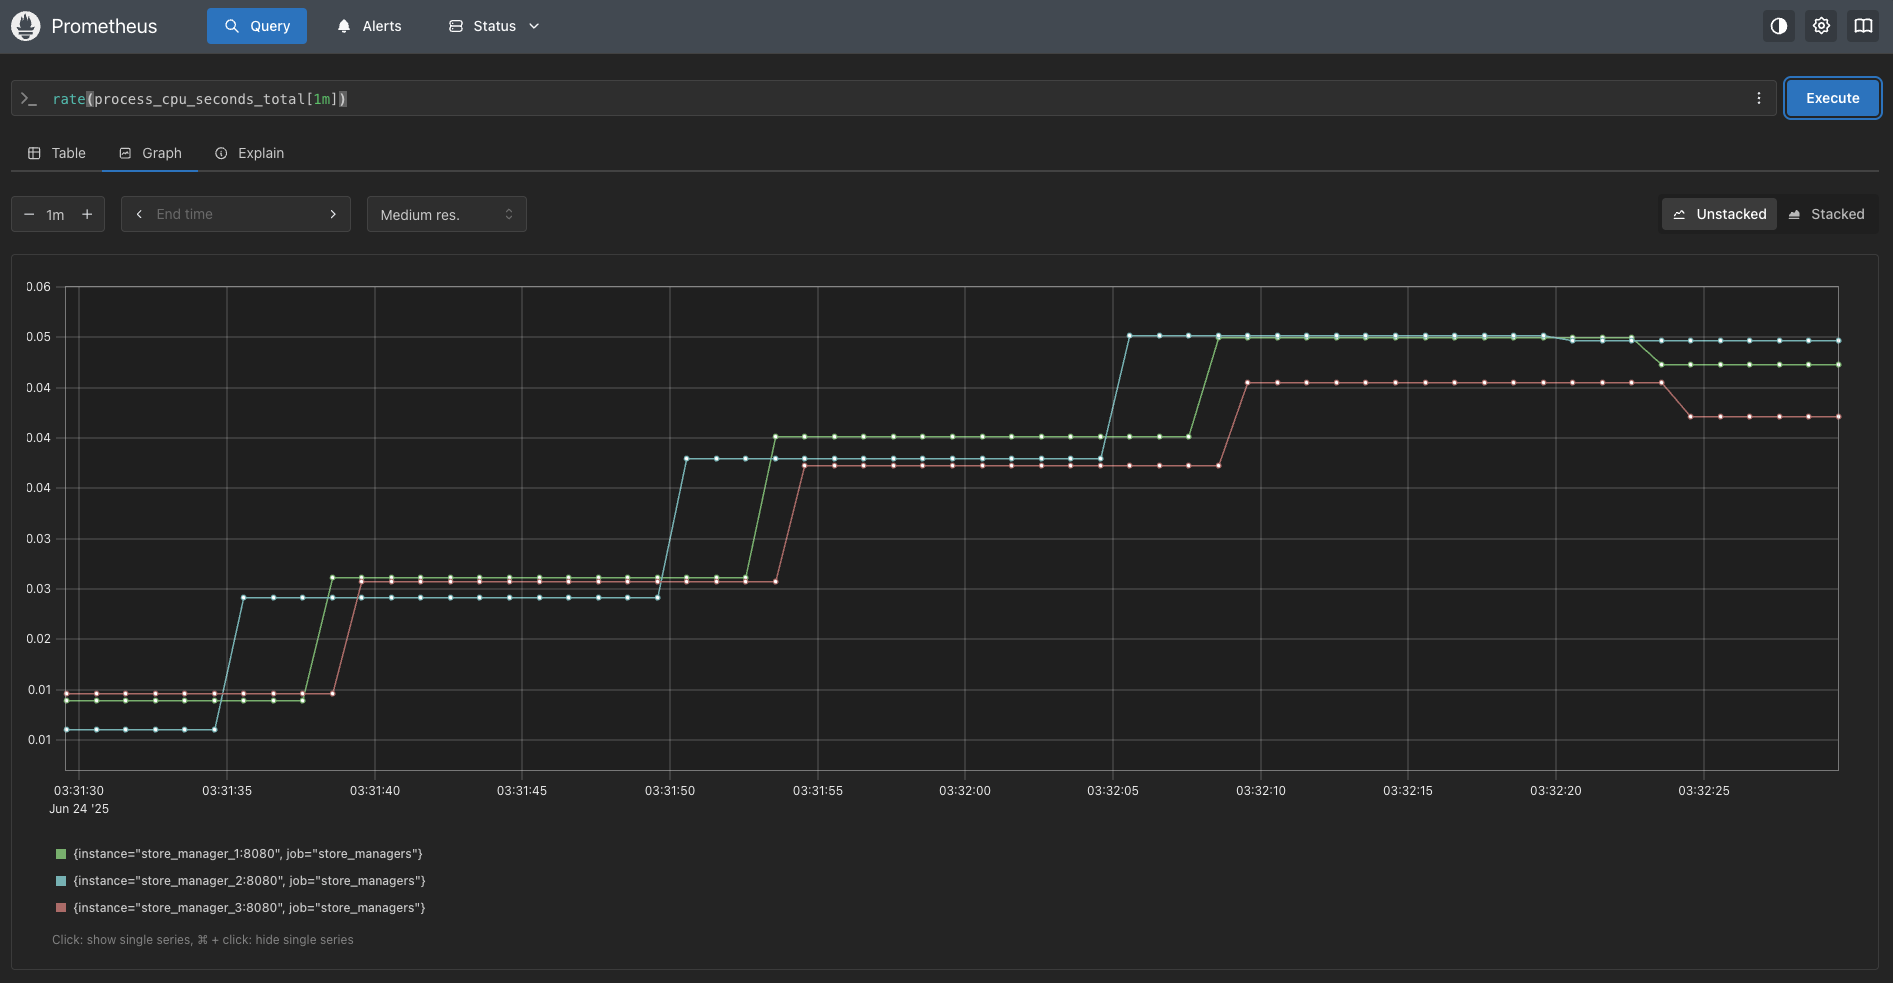 Prometheus
Query
Alerts
Status
>_ rate(process_cpu_seconds_total[1m])
Execute
Table
Graph
Explain
− 1m +
End time
Medium res.
Unstacked
Stacked
0.06
0.05
0.04
0.04
0.04
0.03
0.03
0.02
0.01
0.01
03:31:30 03:31:35 03:31:40 03:31:45 03:31:50 03:31:55 03:32:00 03:32:05 03:32:10 03:32:15 03:32:20 03:32:25
Jun 24 '25
{instance="store_manager_1:8080", job="store_managers"}
{instance="store_manager_2:8080", job="store_managers"}
{instance="store_manager_3:8080", job="store_managers"}
Click: show single series, ⌘ + click: hide single series